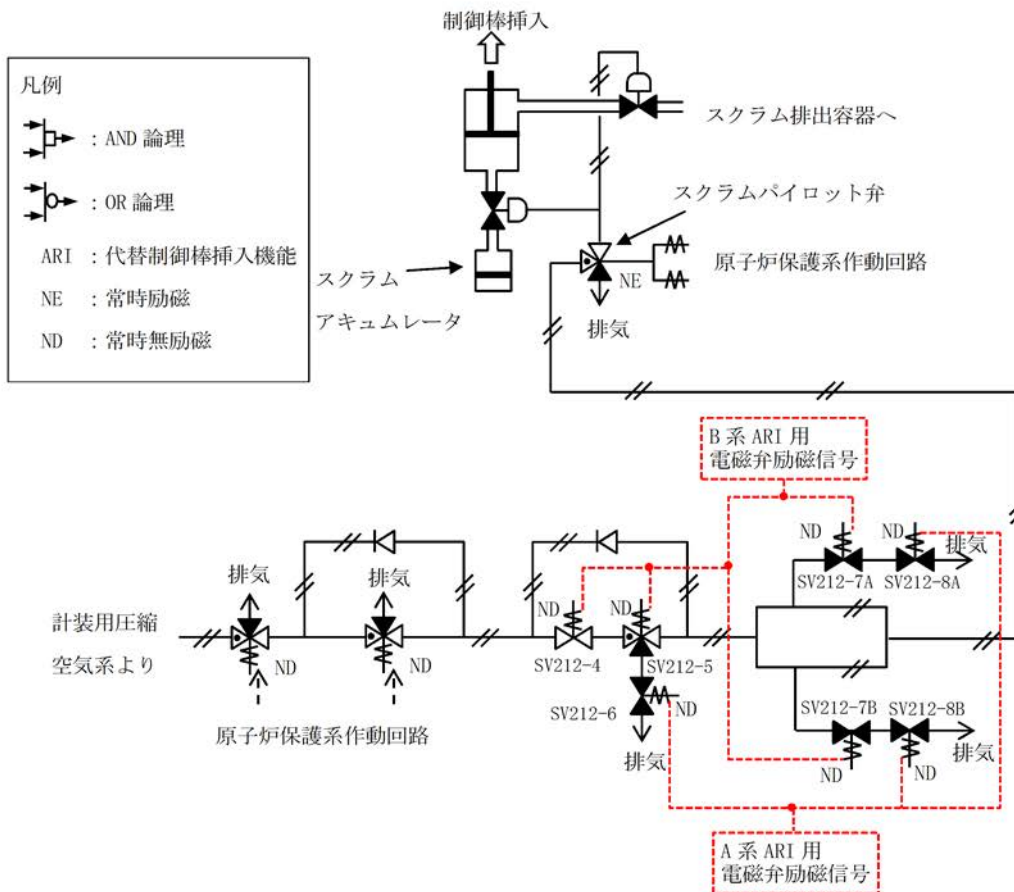 制御棒挿入
凡例
: AND 論理
: OR 論理
ARI : 代替制御棒挿入機能
NE : 常時励磁
ND : 常時無励磁
スクラム排出容器へ
スクラムパイロット弁
原子炉保護系作動回路
NE
排気
スクラム
アキュムレータ
B 系 ARI 用
電磁弁励磁信号
ND
ND
排気
SV212-7A
SV212-8A
排気
排気
計装用圧縮
空気系より
ND
ND
原子炉保護系作動回路
ND
ND
SV212-4
SV212-5
SV212-6
ND
排気
SV212-7B
SV212-8B
排気
ND
ND
A 系 ARI 用
電磁弁励磁信号